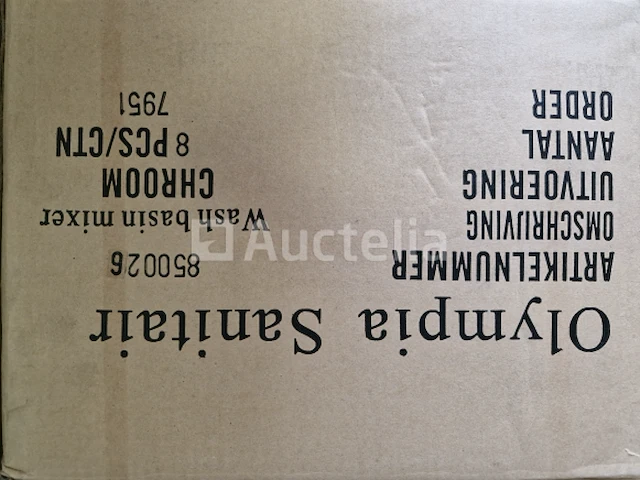 Olympia Sanitair
ARTIKELNUMMER 850026
OMSCHRIJVING Wash basin mixer
UITVOERING CHROOM
AANTAL 8 PCS/CTN
ORDER 7951
Auctelia